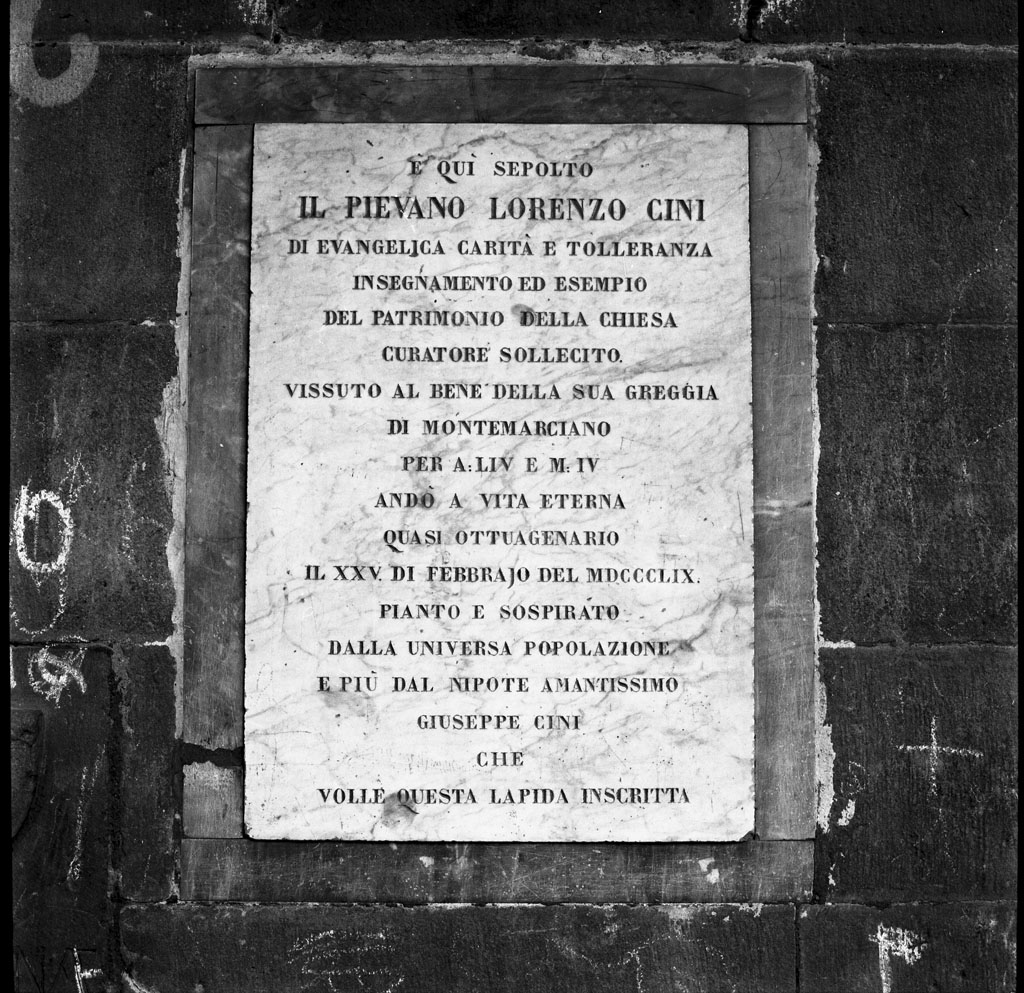 È QUÌ SEPOLTO
IL PIEVANO LORENZO CINI
DI EVANGELICA CARITÀ E TOLLERANZA
INSEGNAMENTO ED ESEMPIO
DEL PATRIMONIO DELLA CHIESA
CURATORE SOLLECITO.
VISSUTO AL BENE DELLA SUA GREGGIA
DI MONTEMARCIANO
PER A: LIV E M: IV
ANDÒ A VITA ETERNA
QUASI OTTUAGENARIO
IL XXV. DI FEBBRAJO DEL MDCCCLIX.
PIANTO E SOSPIRATO
DALLA UNIVERSA POPOLAZIONE
E PIÙ DAL NIPOTE AMANTISSIMO
GIUSEPPE CINI
CHE
VOLLE QUESTA LAPIDA INSCRITTA